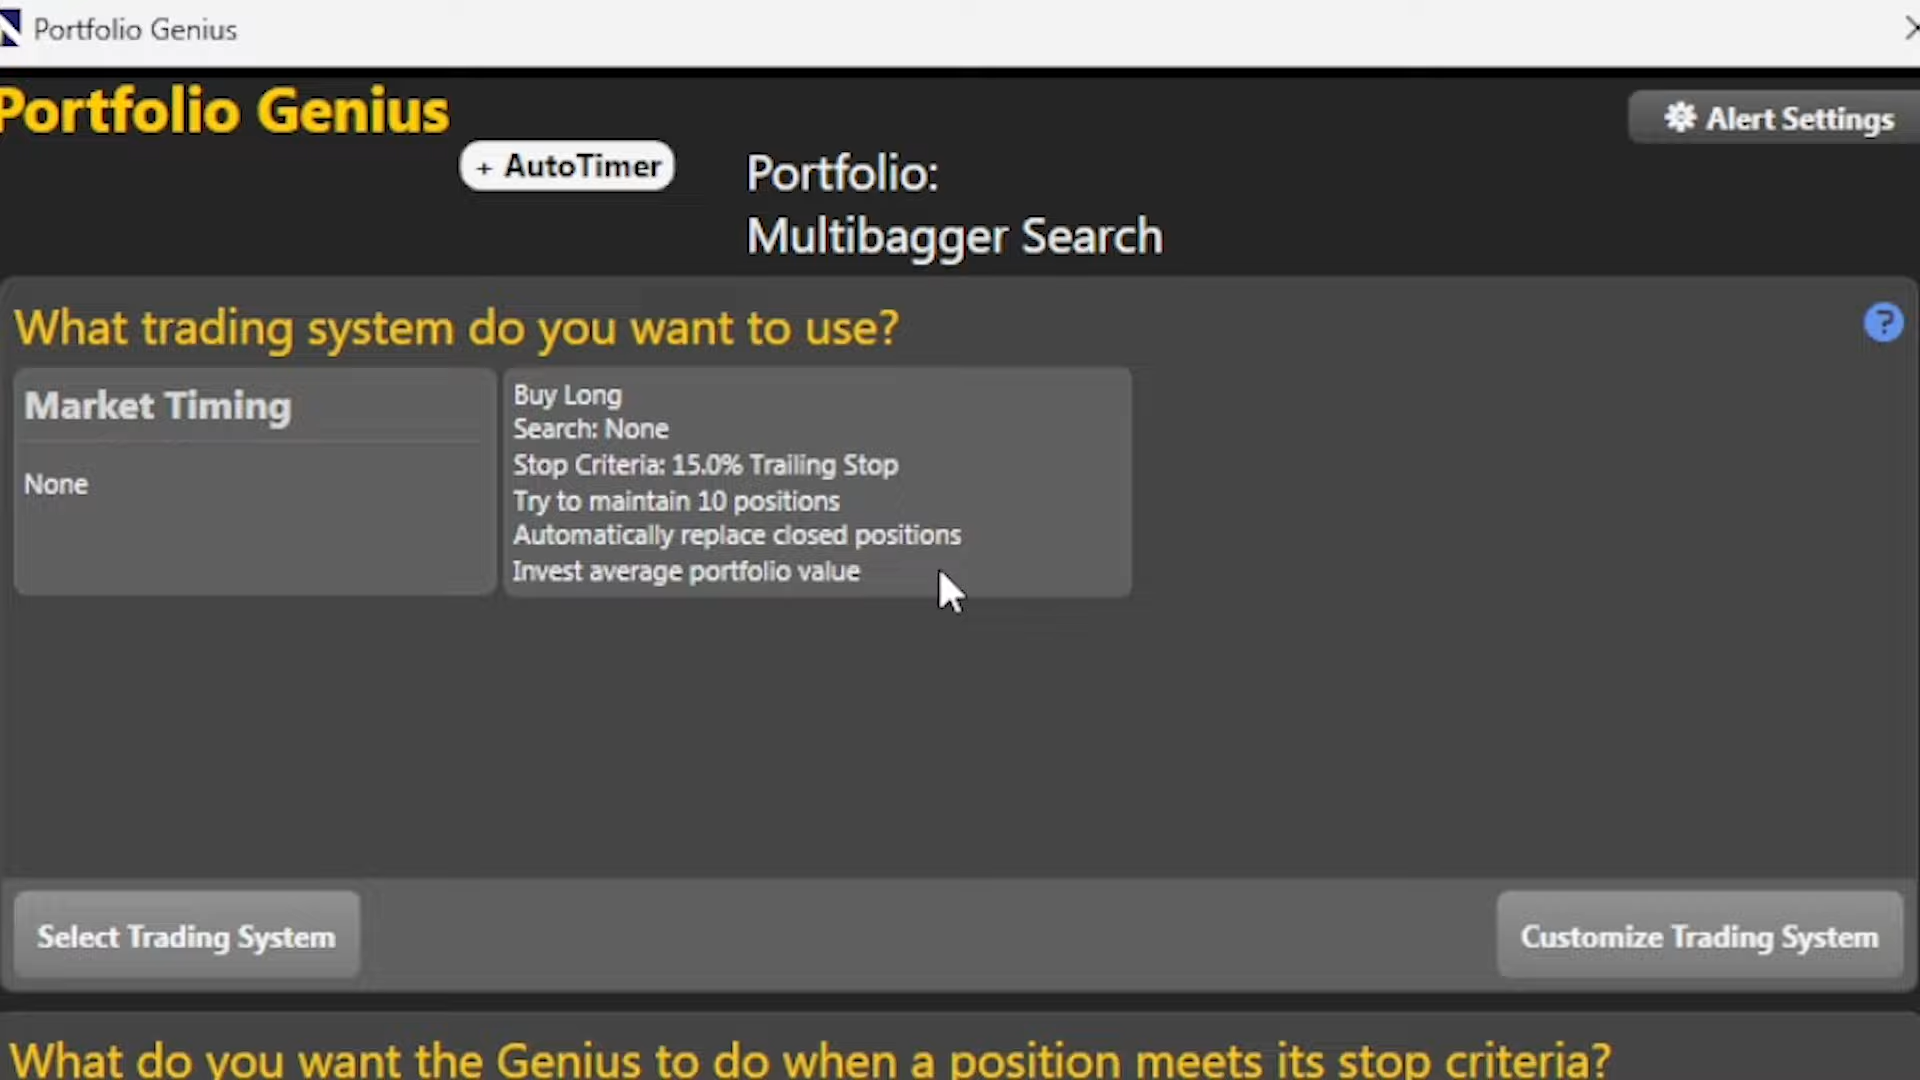 Portfolio Genius
Portfolio Genius
Alert Settings
+ AutoTimer
Portfolio:
Multibagger Search
What trading system do you want to use?
?
Market Timing
None
Buy Long
Search: None
Stop Criteria: 15.0% Trailing Stop
Try to maintain 10 positions
Automatically replace closed positions
Invest average portfolio value
Select Trading System
Customize Trading System
What do you want the Genius to do when a position meets its stop criteria?